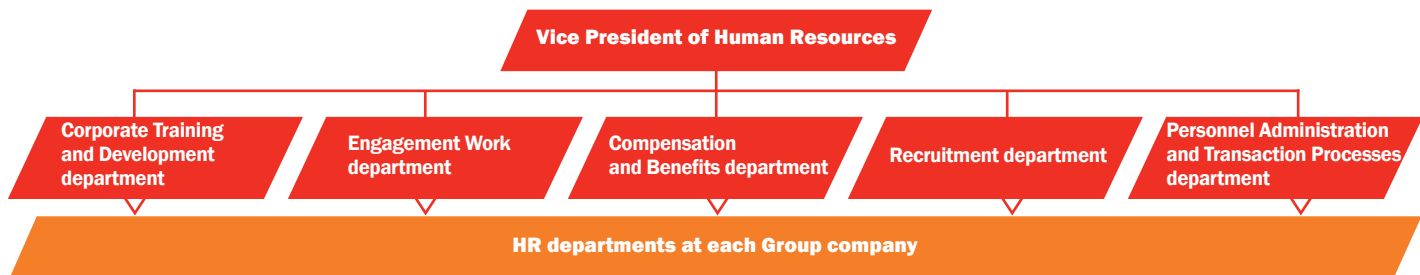 Vice President of Human Resources
Corporate Training
and Development
department
Engagement Work
department
Compensation
and Benefits department
Recruitment department
Personnel Administration
and Transaction Processes
department
HR departments at each Group company